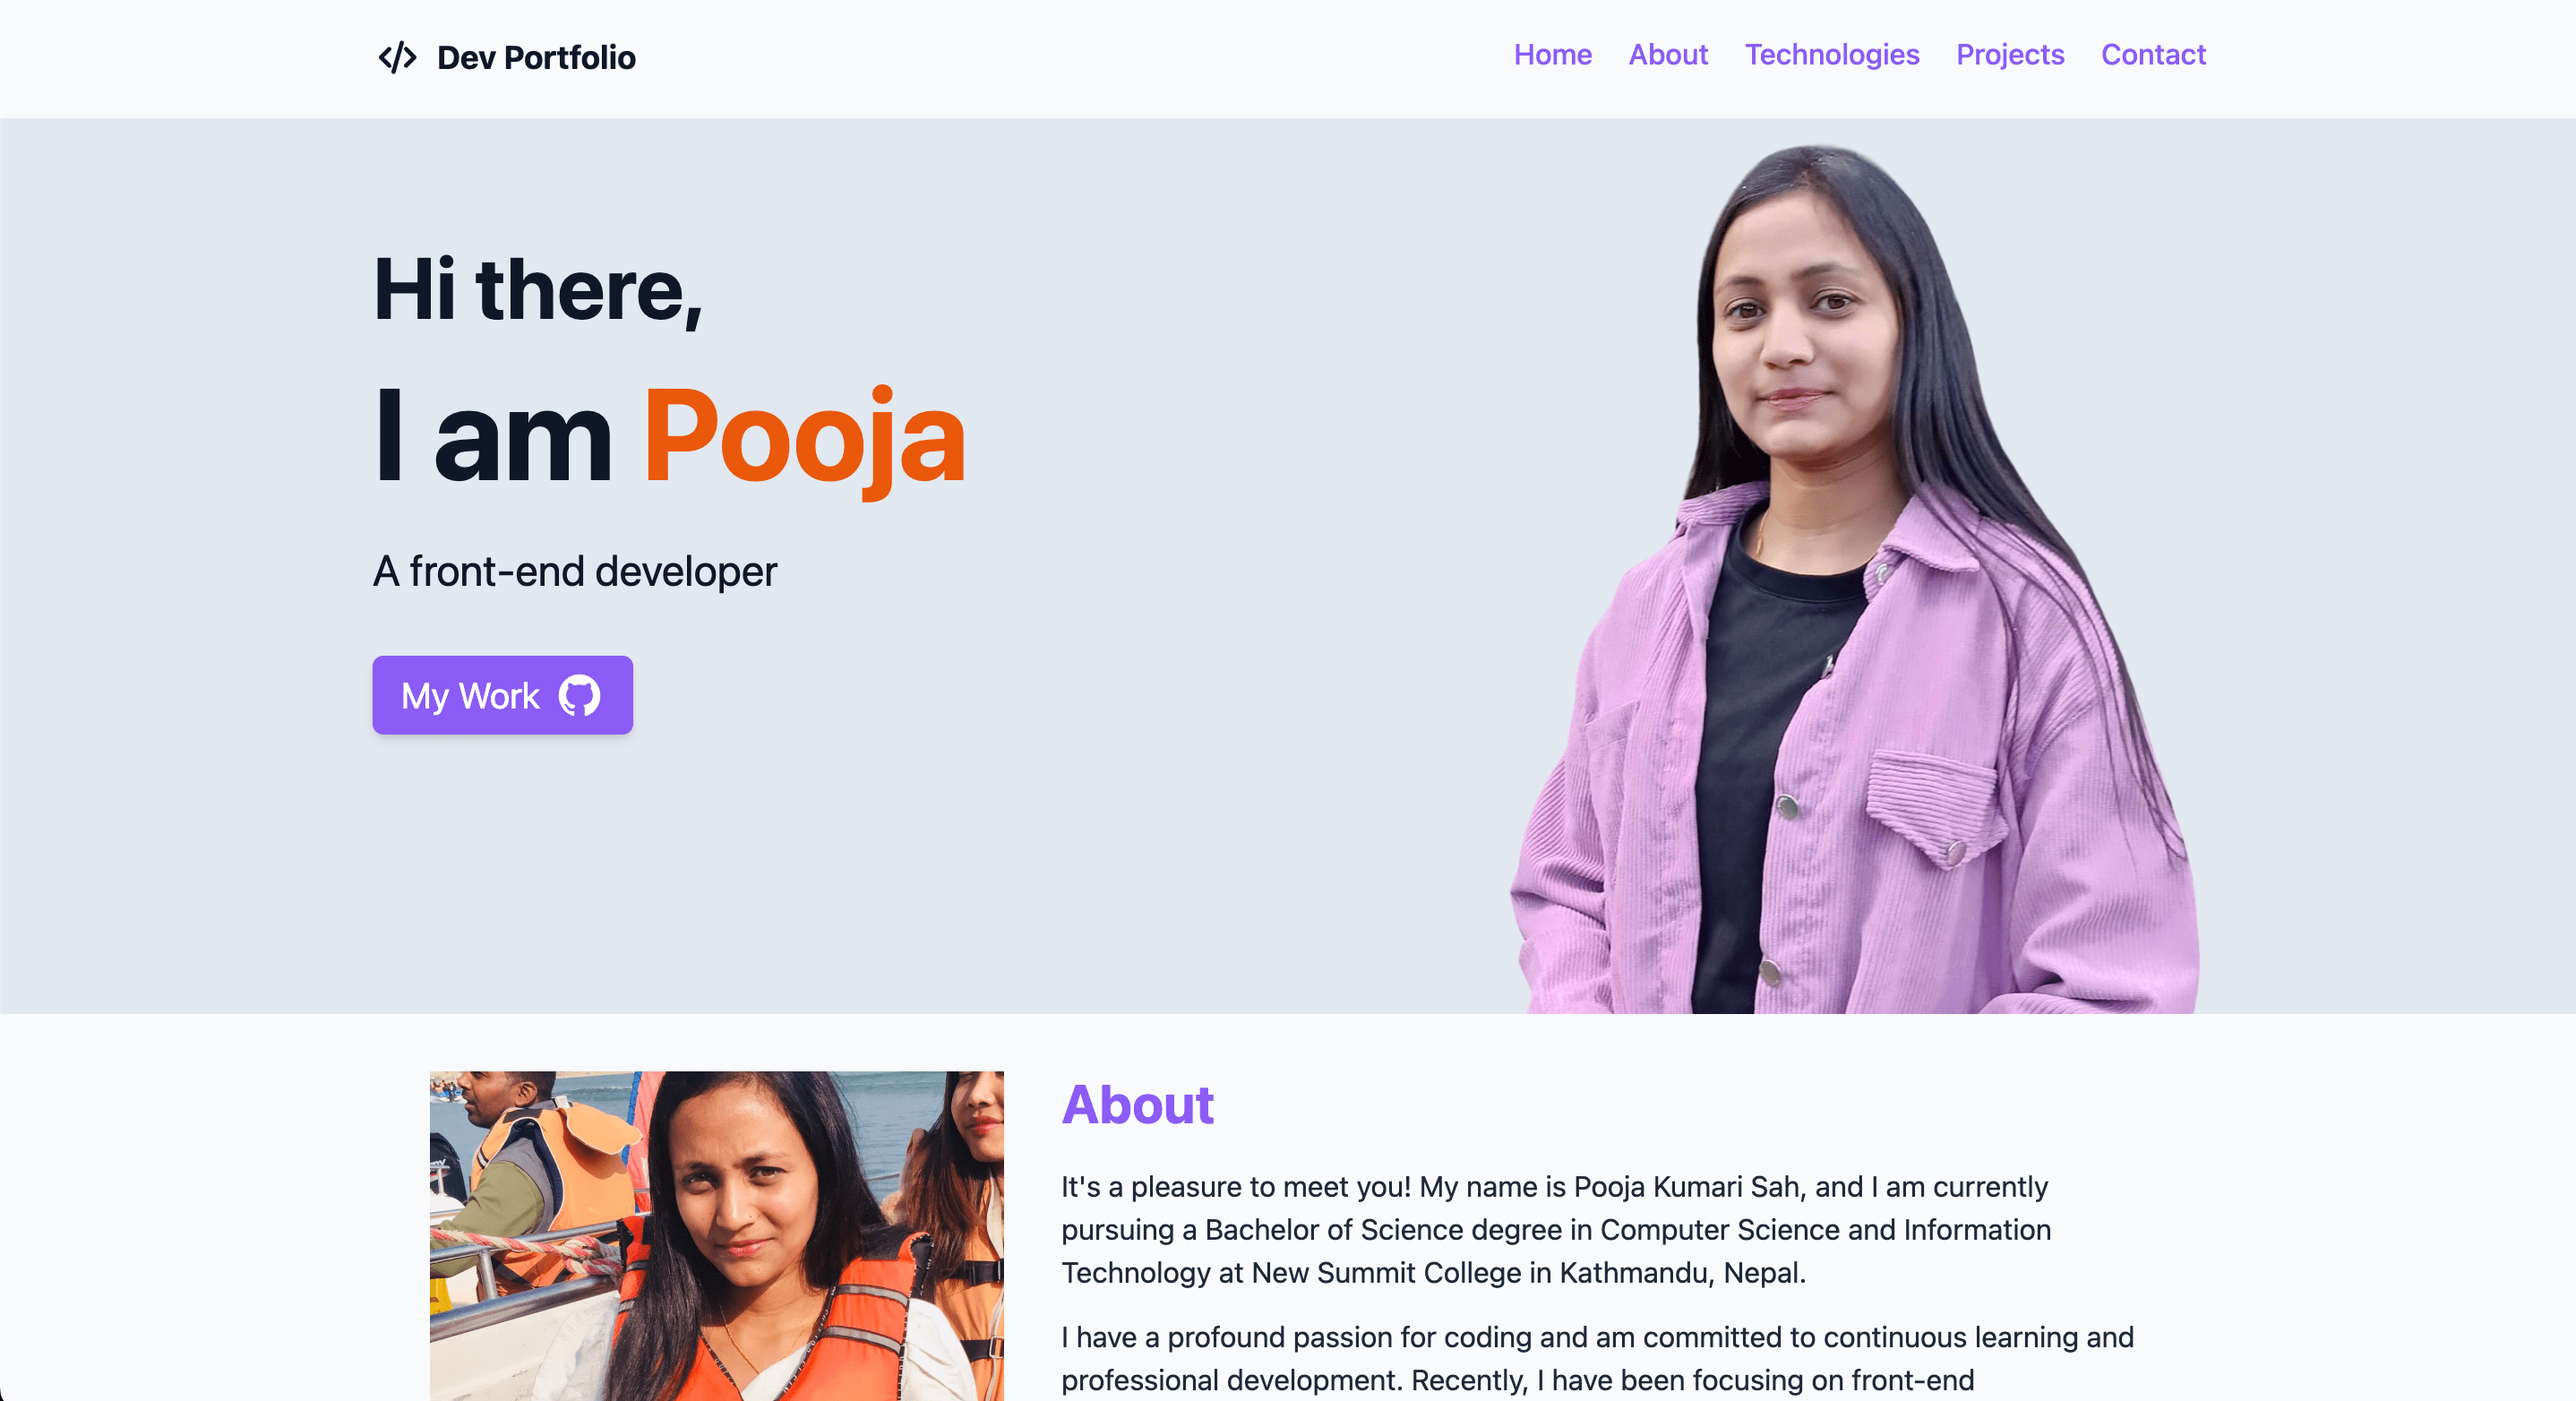 Dev Portfolio
Home About Technologies Projects Contact
Hi there,
I am Pooja
A front-end developer
My Work
About
It's a pleasure to meet you! My name is Pooja Kumari Sah, and I am currently
pursuing a Bachelor of Science degree in Computer Science and Information
Technology at New Summit College in Kathmandu, Nepal.
I have a profound passion for coding and am committed to continuous learning and
professional development. Recently, I have been focusing on front-end